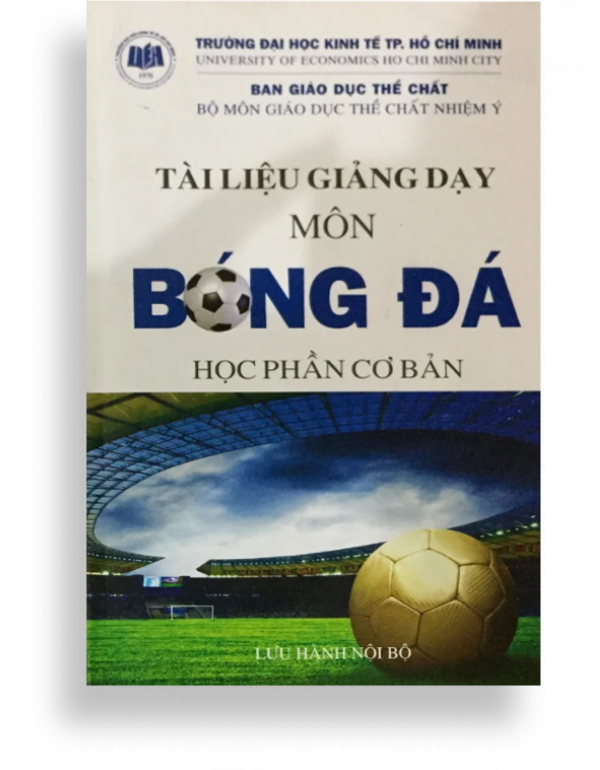 TRƯỜNG ĐẠI HỌC KINH TẾ TP. HỒ CHÍ MINH
UNIVERSITY OF ECONOMICS HO CHI MINH CITY
BAN GIÁO DỤC THỂ CHẤT
BỘ MÔN GIÁO DỤC THỂ CHẤT NHIỆM Ý
TÀI LIỆU GIẢNG DẠY
MÔN
BÓNG ĐÁ
HỌC PHẦN CƠ BẢN
LƯU HÀNH NỘI BỘ
1976